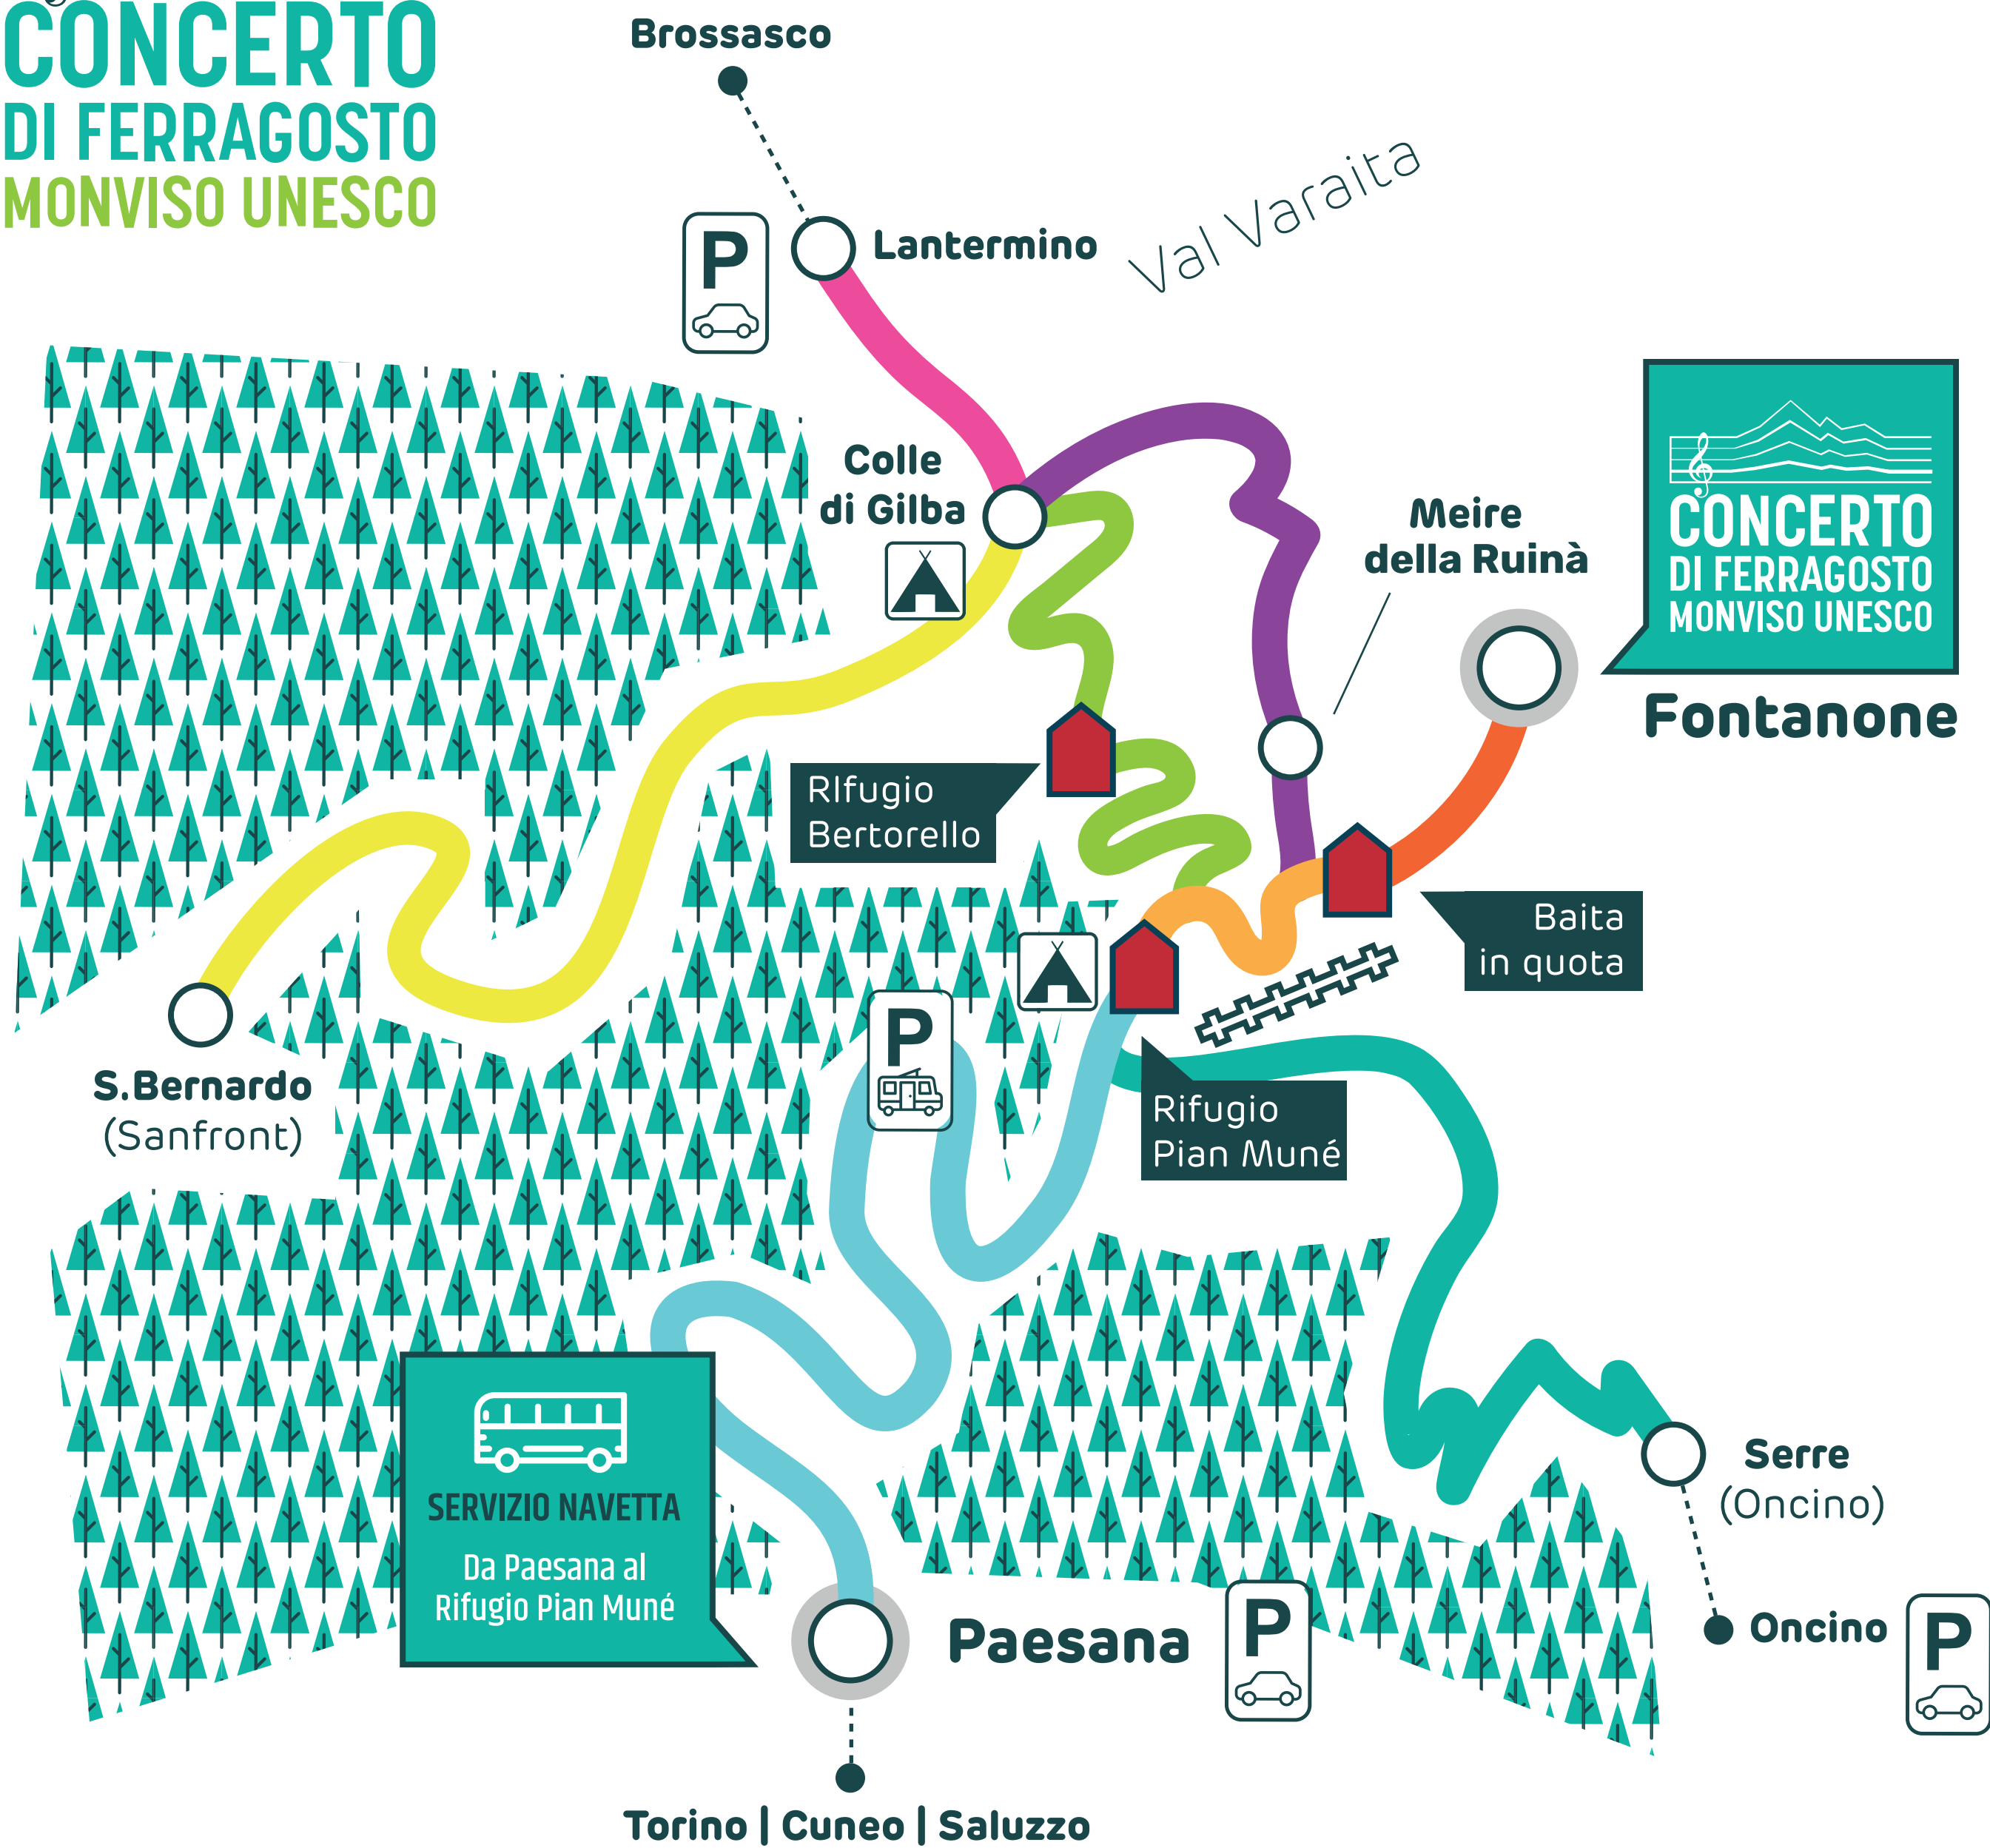 CONCERTO
DI FERRAGOSTO
MONVISO UNESCO
Brossasco
P
Lantermino
Val Varaita
Colle
di Gilba
Meire
della Ruinà
CONCERTO
DI FERRAGOSTO
MONVISO UNESCO
Fontanone
RIfugio
Bertorello
Baita
in quota
P
S.Bernardo
(Sanfront)
Rifugio
Pian Muné
SERVIZIO NAVETTA
Da Paesana al
Rifugio Pian Muné
Serre
(Oncino)
Paesana
P
Oncino
P
Torino | Cuneo | Saluzzo